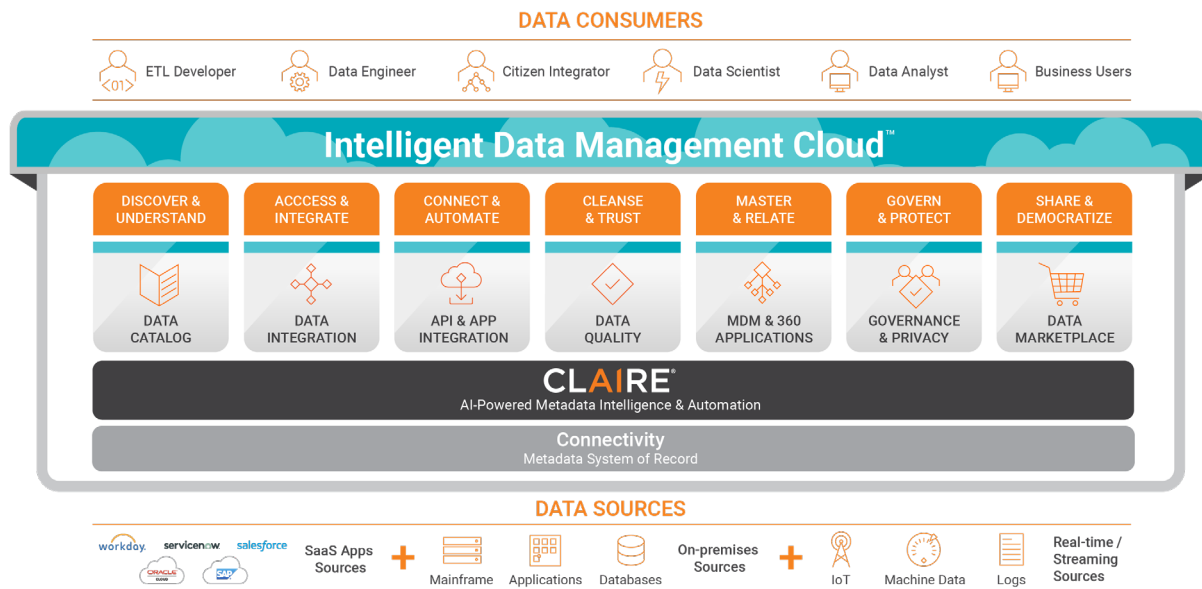 DATA CONSUMERS
<01>
ETL Developer
Data Engineer
Citizen Integrator
Data Scientist
Data Analyst
Business Users
Intelligent Data Management Cloud™
DISCOVER &
UNDERSTAND
ACCCESS &
INTEGRATE
CONNECT &
AUTOMATE
CLEANSE
& TRUST
MASTER
& RELATE
GOVERN
& PROTECT
SHARE &
DEMOCRATIZE
DATA
CATALOG
DATA
INTEGRATION
API & APP
INTEGRATION
DATA
QUALITY
MDM & 360
APPLICATIONS
GOVERNANCE
& PRIVACY
DATA
MARKETPLACE
CLAIRE®
AI-Powered Metadata Intelligence & Automation
Connectivity
Metadata System of Record
DATA SOURCES
workday.
servicenow
salesforce
ORACLE
CLOUD
SAP
SaaS Apps
Sources
+
Mainframe
Applications
Databases
On-premises
Sources
+
IoT
Machine Data
Logs
Real-time /
Streaming
Sources